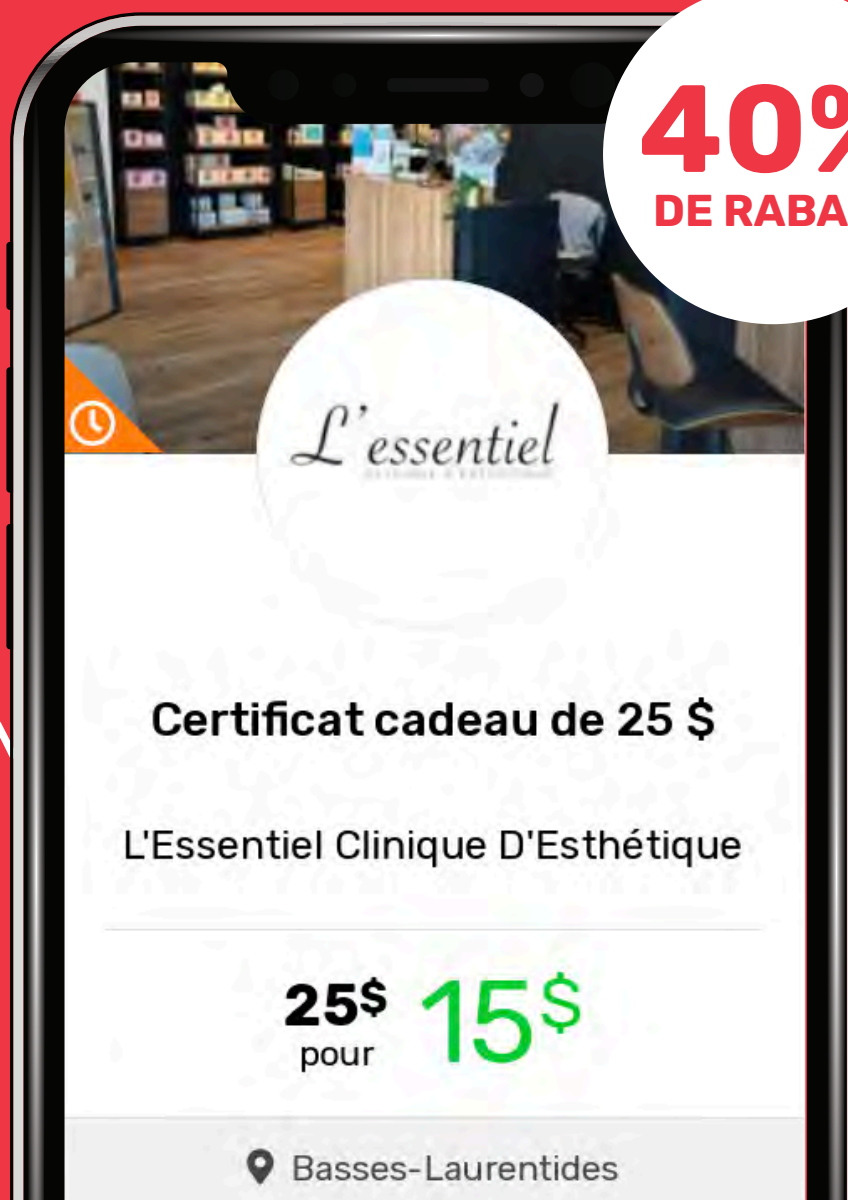 40%
DE RABA
L'essentiel
Certificat cadeau de 25 $
L'Essentiel Clinique D'Esthétique
25$
pour
15$
Basses-Laurentides